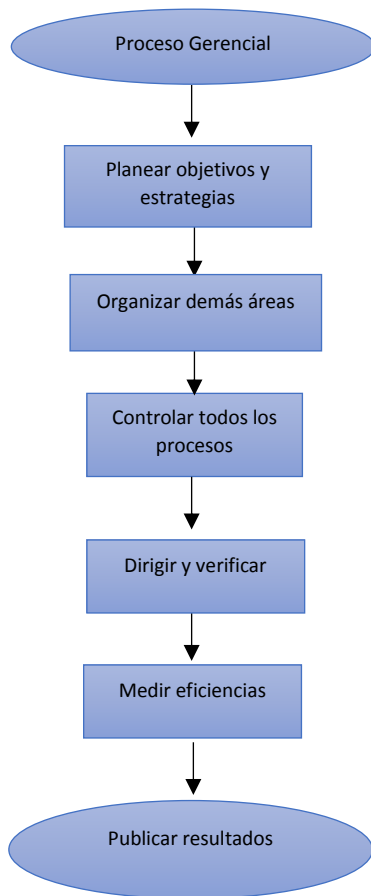 Proceso Gerencial
Planear objetivos y
estrategias
Organizar demás áreas
Controlar todos los
procesos
Dirigir y verificar
Medir eficiencias
Publicar resultados